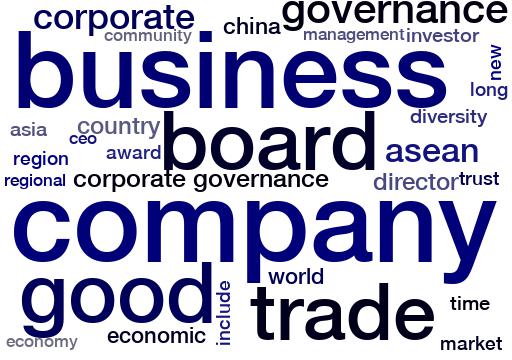 corporate
governance
china
community
management
investor
business
new
long
diversity
asia
country
board
ceo
award
asean
region
regional
corporate governance
director
trust
company
good
world
include
trade
time
economic
economy
market